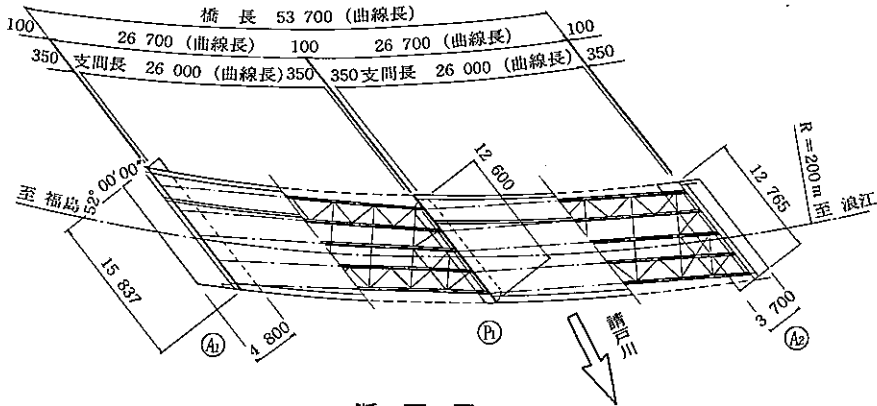 橋 長 53 700 (曲線長)
100 26 700 (曲線長) 100 26 700 (曲線長) 100
350 支間長 26 000 (曲線長) 350 350 支間長 26 000 (曲線長) 350
R = 200 m
52° 00′ 00″
12 600
12 765
至 福島
至 浪江
15 837
4 800
3 700
A1
P1
A2
請戸川